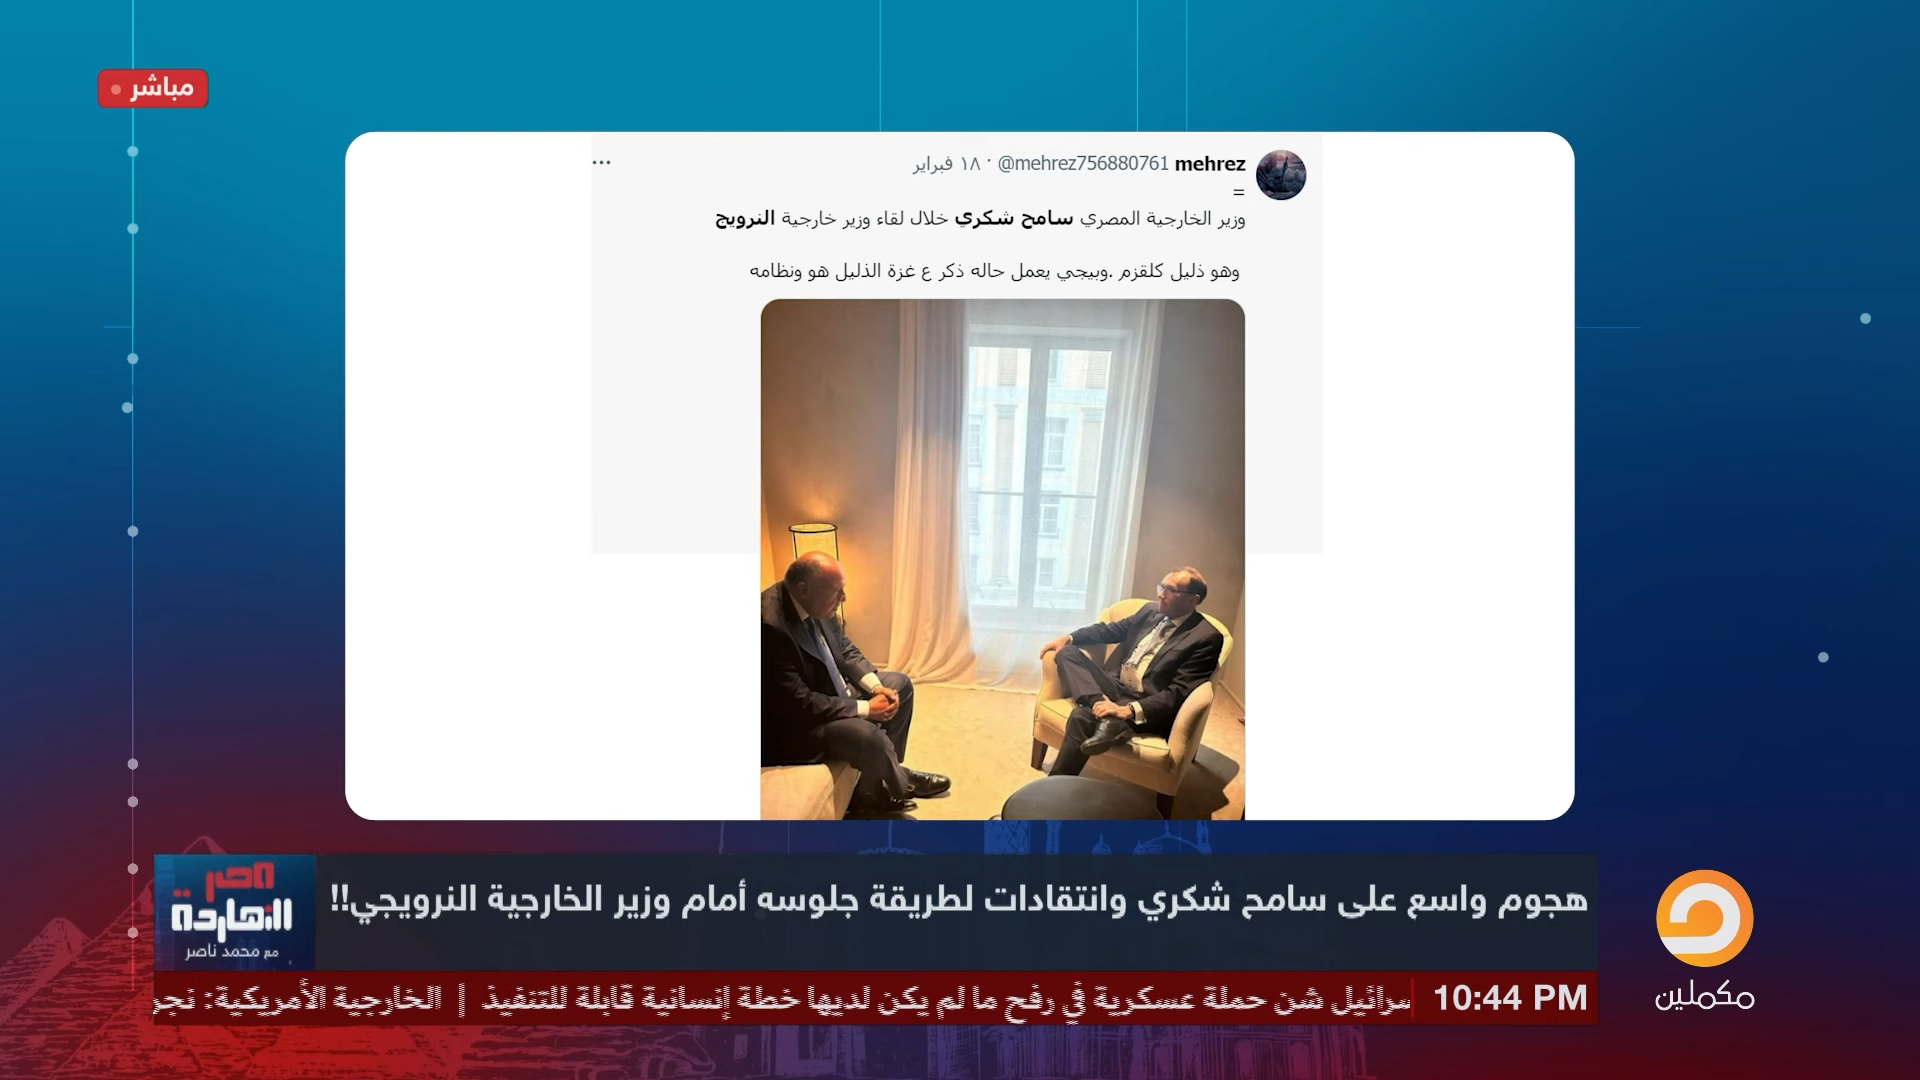 مباشر
mehrez @mehrez756880761 · ١٨ فبراير ...
=
وزير الخارجية المصري سامح شكري خلال لقاء وزير خارجية النرويج
وهو ذليل كلقزم .وبيجي يعمل حاله ذكر ع غزة الذليل هو ونظامه
هجوم واسع على سامح شكري وانتقادات لطريقة جلوسه أمام وزير الخارجية النرويجي!!
مصر
النهاردة
مع محمد ناصر
10:44 PM
سرائيل شن حملة عسكرية في رفح ما لم يكن لديها خطة إنسانية قابلة للتنفيذ | الخارجية الأمريكية: نجر
مكملين